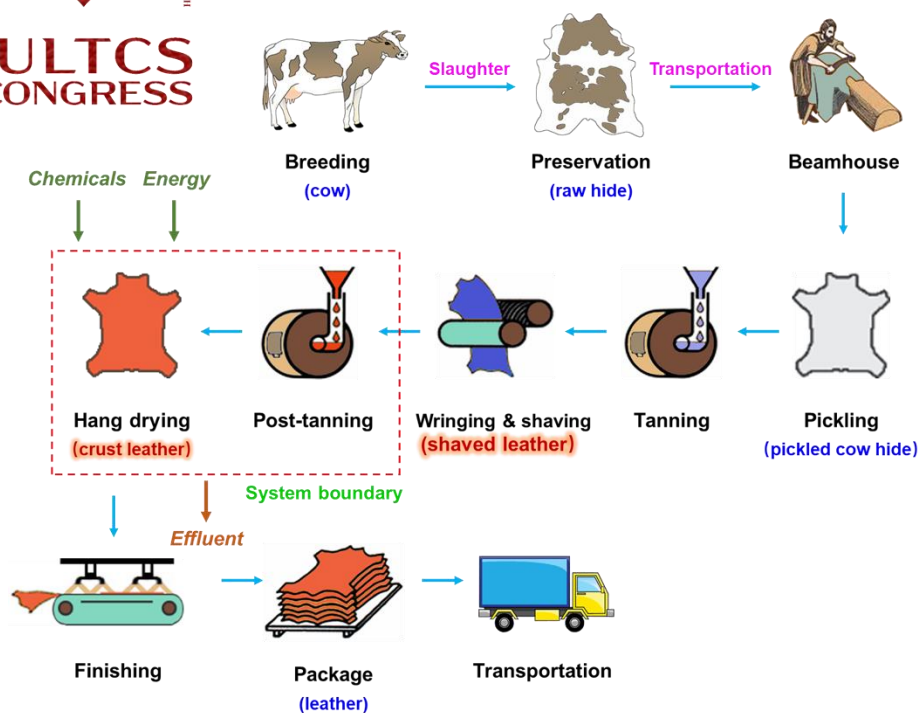 ULTCS
CONGRESS
Slaughter
Transportation
Breeding
(cow)
Preservation
(raw hide)
Beamhouse
Chemicals
Energy
Hang drying
(crust leather)
Post-tanning
Wringing & shaving
(shaved leather)
Tanning
Pickling
(pickled cow hide)
System boundary
Effluent
Finishing
Package
(leather)
Transportation